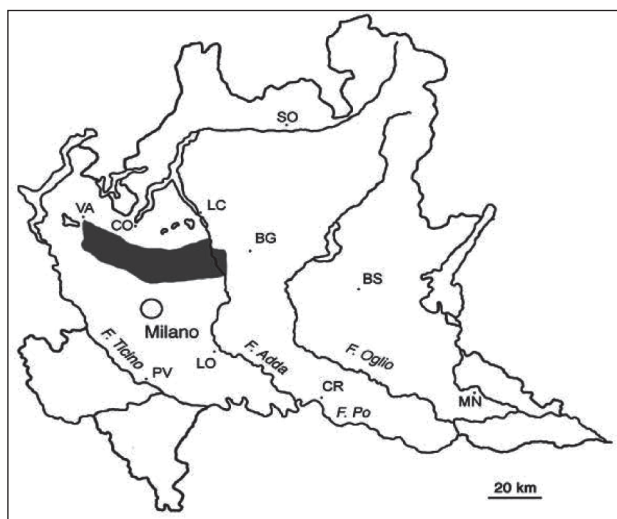 SO
VA
CO
LC
BG
BS
Milano
F. Ticino
LO
F. Adda
F. Oglio
PV
CR
F. Po
MN
20 km